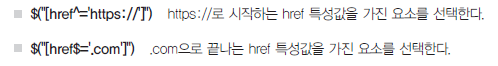 $("[href^='https://']") https://로 시작하는 href 특성값을 가진 요소를 선택한다.
$("[href$='.com']") .com으로 끝나는 href 특성값을 가진 요소를 선택한다.